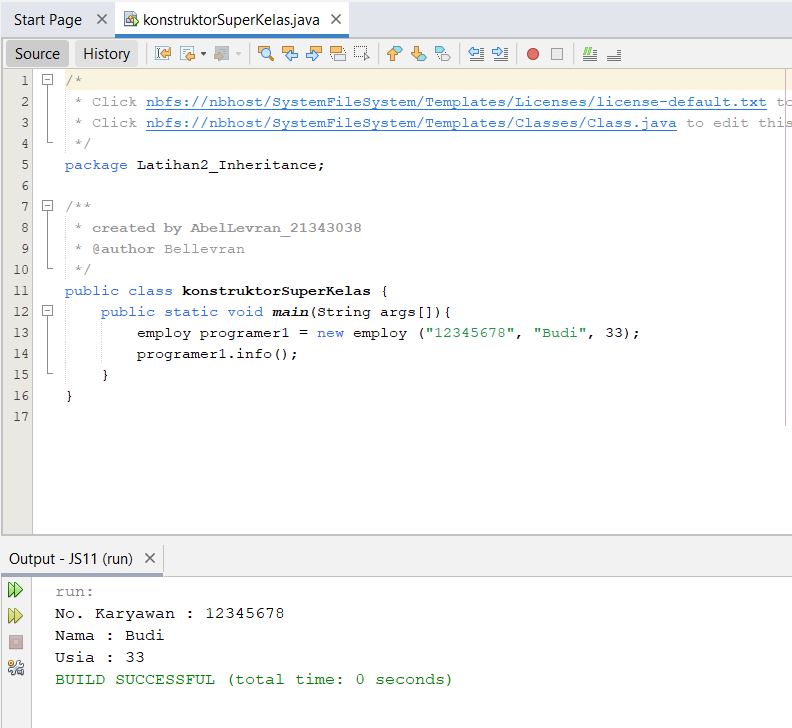 Start Page
konstruktorSuperKelas.java
Source History
1 /*
2 * Click nbfs://nbhost/SystemFileSystem/Templates/Licenses/license-default.txt to
3 * Click nbfs://nbhost/SystemFileSystem/Templates/Classes/Class.java to edit this
4 */
5 package Latihan2_Inheritance;
6
7 /**
8 * created by AbelLevran_21343038
9 * @author Bellevran
10 */
11 public class konstruktorSuperKelas {
12 public static void main(String args[]){
13 employ programer1 = new employ ("12345678", "Budi", 33);
14 programer1.info();
15 }
16 }
17
Output - JS11 (run)
run:
No. Karyawan : 12345678
Nama : Budi
Usia : 33
BUILD SUCCESSFUL (total time: 0 seconds)